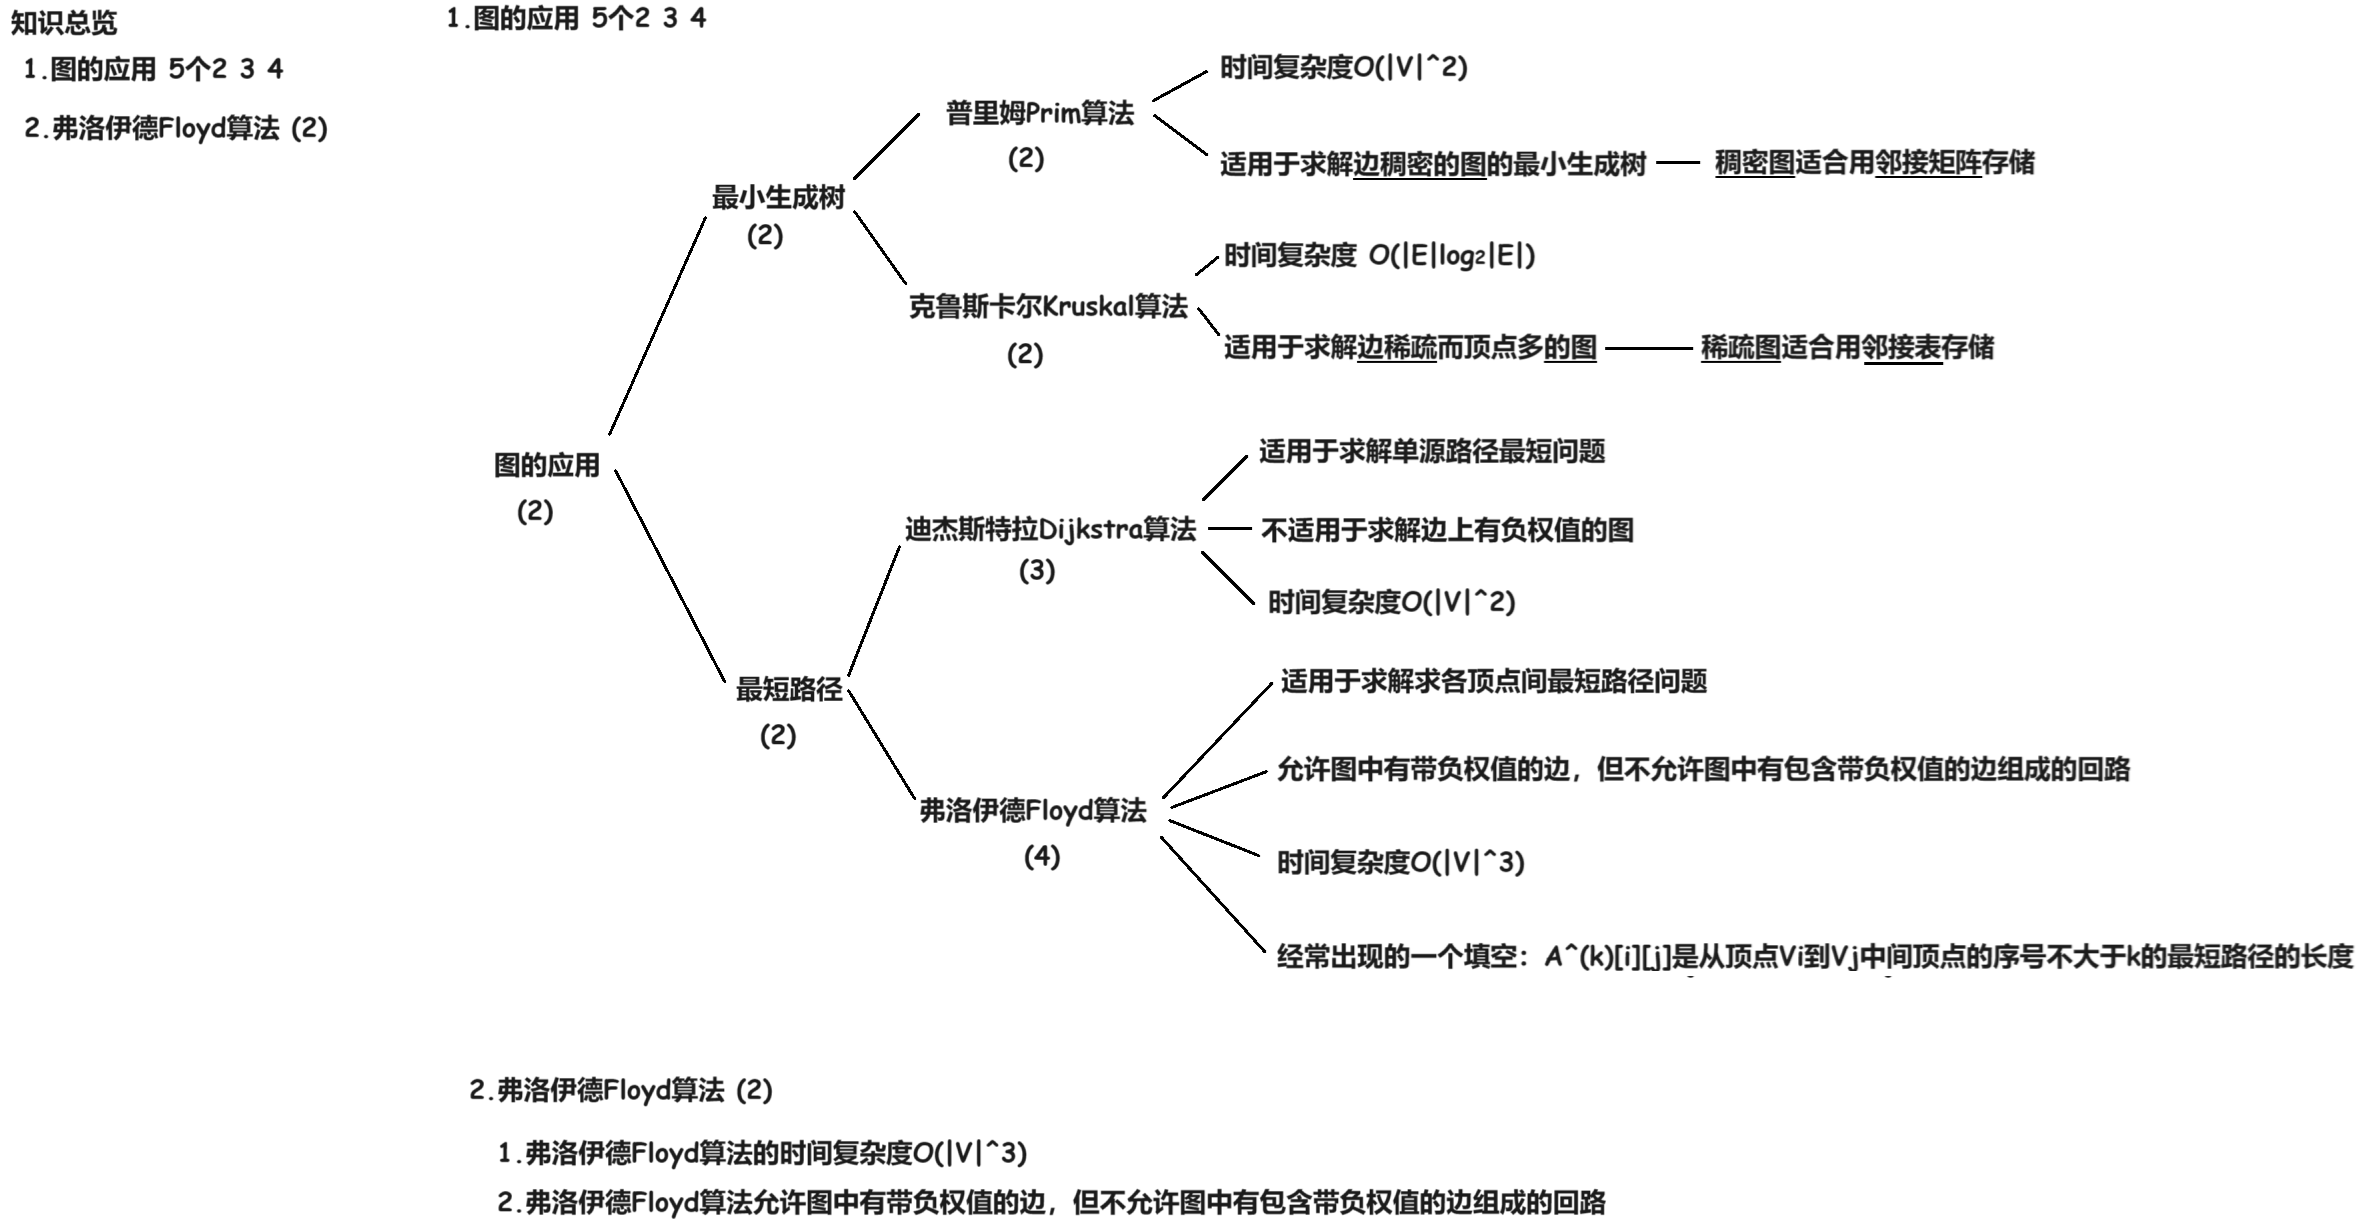 知识总览
1.图的应用 5个2 3 4
2.弗洛伊德Floyd算法 (2)
1.图的应用 5个2 3 4
图的应用
(2)
最小生成树
(2)
普里姆Prim算法
(2)
时间复杂度O(|V|^2)
适用于求解边稠密的图的最小生成树
稠密图适合用邻接矩阵存储
克鲁斯卡尔Kruskal算法
(2)
时间复杂度 O(|E|log2|E|)
适用于求解边稀疏而顶点多的图
稀疏图适合用邻接表存储
最短路径
(2)
迪杰斯特拉Dijkstra算法
(3)
适用于求解单源路径最短问题
不适用于求解边上有负权值的图
时间复杂度O(|V|^2)
弗洛伊德Floyd算法
(4)
适用于求解求各顶点间最短路径问题
允许图中有带负权值的边，但不允许图中有包含带负权值的边组成的回路
时间复杂度O(|V|^3)
经常出现的一个填空：A^(k)[i][j]是从顶点Vi到Vj中间顶点的序号不大于k的最短路径的长度
2.弗洛伊德Floyd算法 (2)
1.弗洛伊德Floyd算法的时间复杂度O(|V|^3)
2.弗洛伊德Floyd算法允许图中有带负权值的边，但不允许图中有包含带负权值的边组成的回路